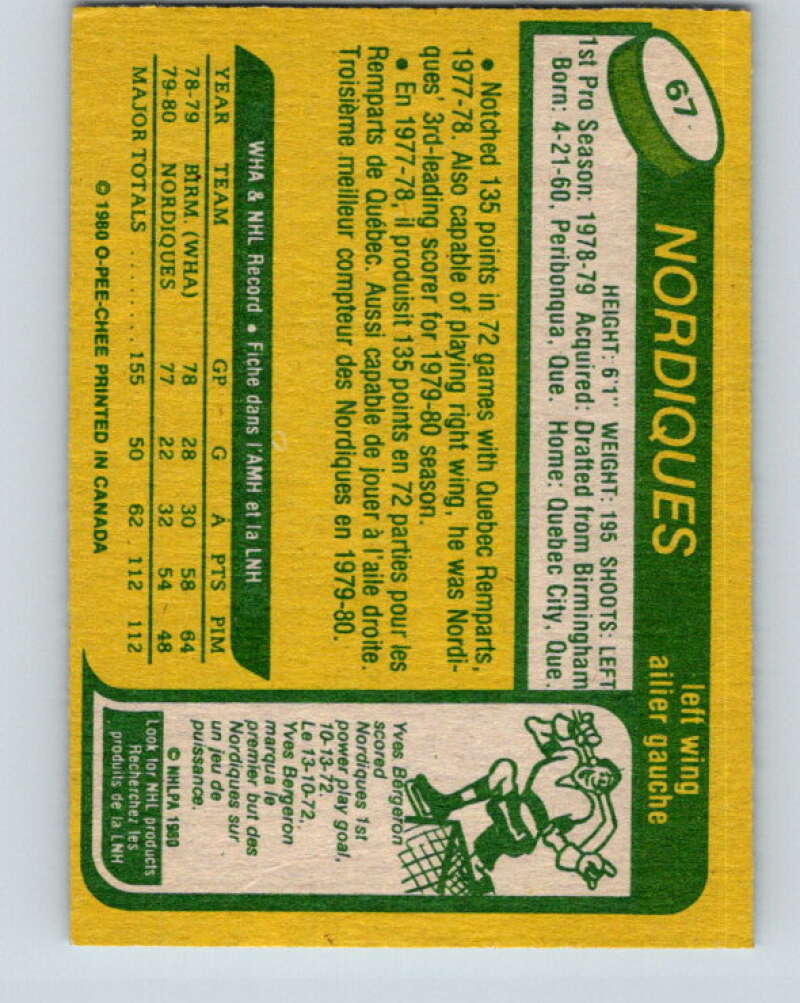 67
NORDIQUES
left wing
ailier gauche
HEIGHT: 6'1" WEIGHT: 195 SHOOTS: LEFT
1st Pro Season: 1978-79 Acquired: Drafted from Birmingham
Born: 4-21-60, Peribonqua, Que. Home: Quebec City, Que.
• Notched 135 points in 72 games with Quebec Remparts,
1977-78. Also capable of playing right wing, he was Nordi-
ques' 3rd-leading scorer for 1979-80 season.
• En 1977-78, il produisit 135 points en 72 parties pour les
Remparts de Québec. Aussi capable de jouer à l'aile droite.
Troisième meilleur compteur des Nordiques en 1979-80.
WHA & NHL Record • Fiche dans l'AMH et la LNH
YEAR TEAM GP G A PTS PIM
78-79 BIRM. (WHA) 78 28 30 58 64
79-80 NORDIQUES 77 22 32 54 48
MAJOR TOTALS ........ 155 50 62 112 112
© 1980 O-PEE-CHEE PRINTED IN CANADA
Yves Bergeron
scored
Nordiques 1st
power play goal,
10-13-72.
Le 13-10-72,
Yves Bergeron
marqua le
premier but des
Nordiques sur
un jeu de
puissance.
© NHLPA 1980
Look for NHL products
Recherchez les
produits de la LNH